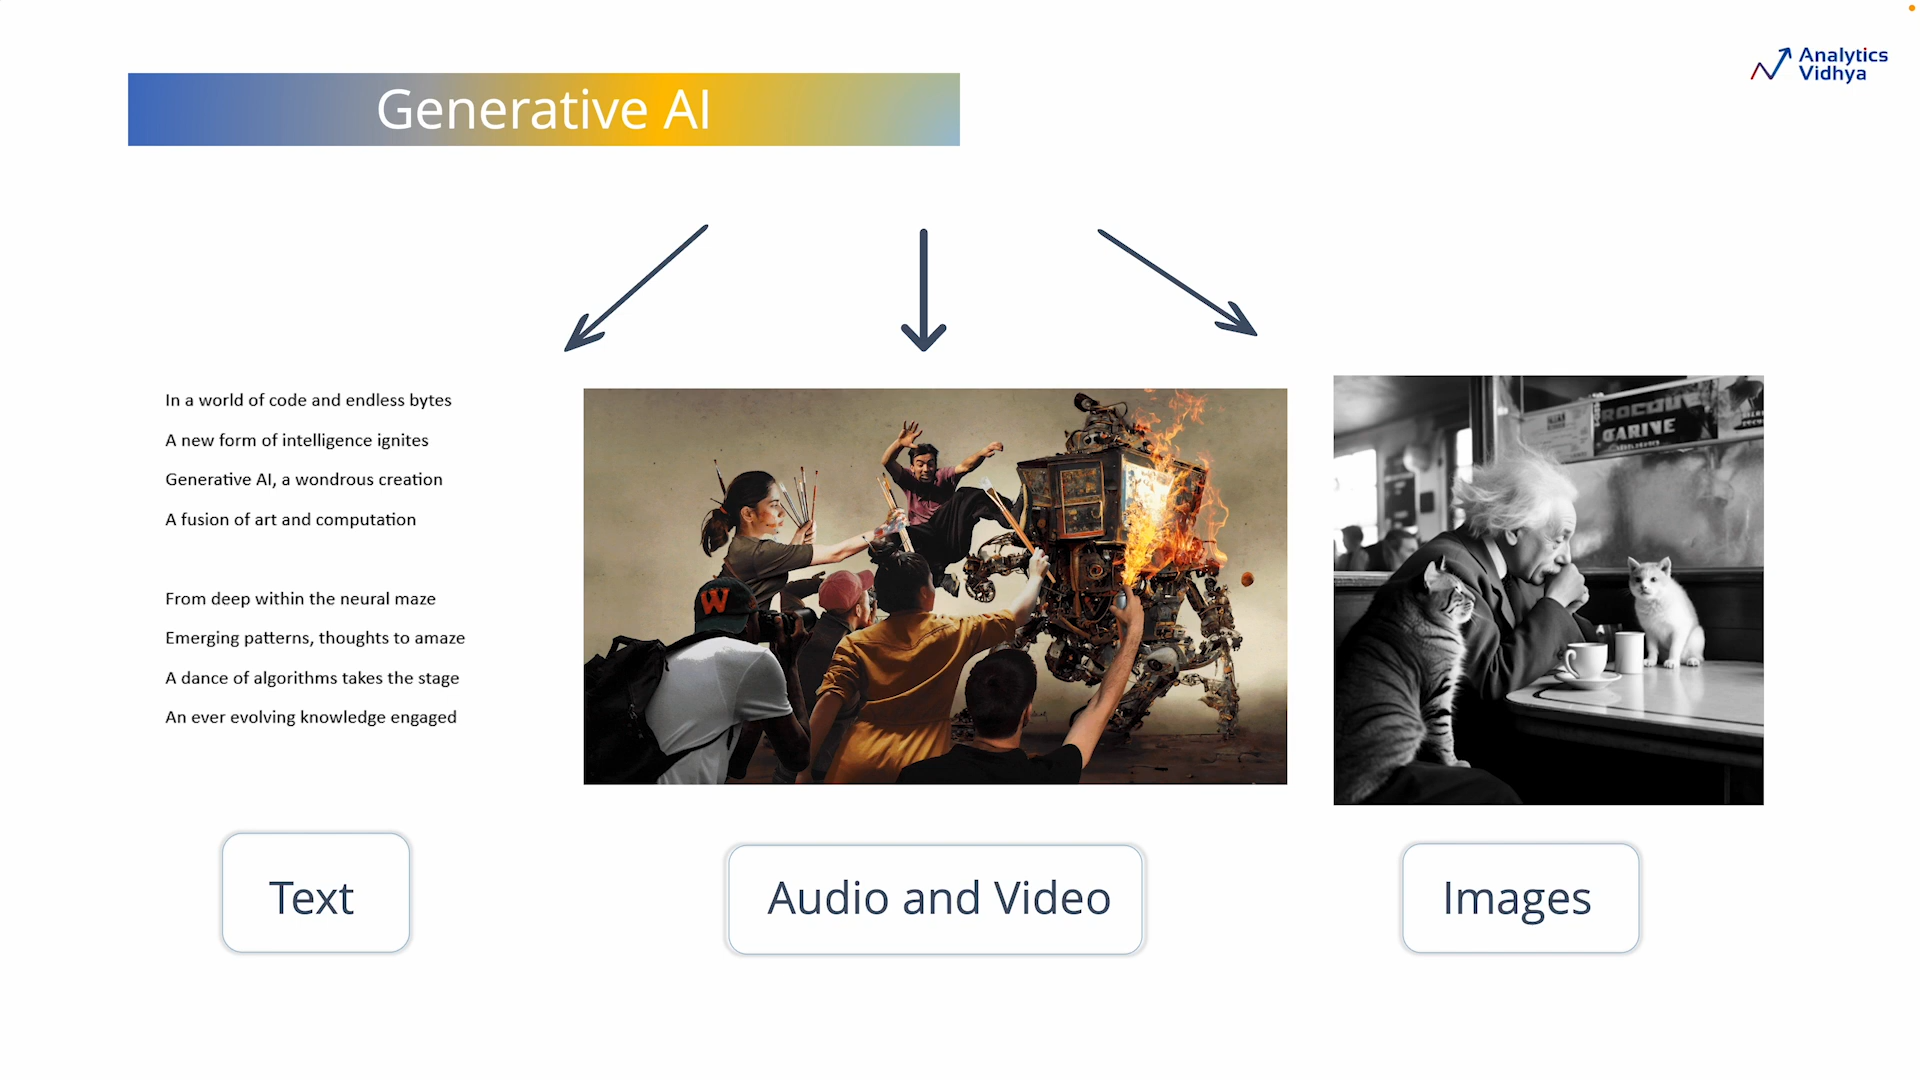 Analytics
Vidhya
Generative AI
In a world of code and endless bytes
A new form of intelligence ignites
Generative AI, a wondrous creation
A fusion of art and computation
From deep within the neural maze
Emerging patterns, thoughts to amaze
A dance of algorithms takes the stage
An ever evolving knowledge engaged
W
ROCQUE
GARIVE
Text
Audio and Video
Images